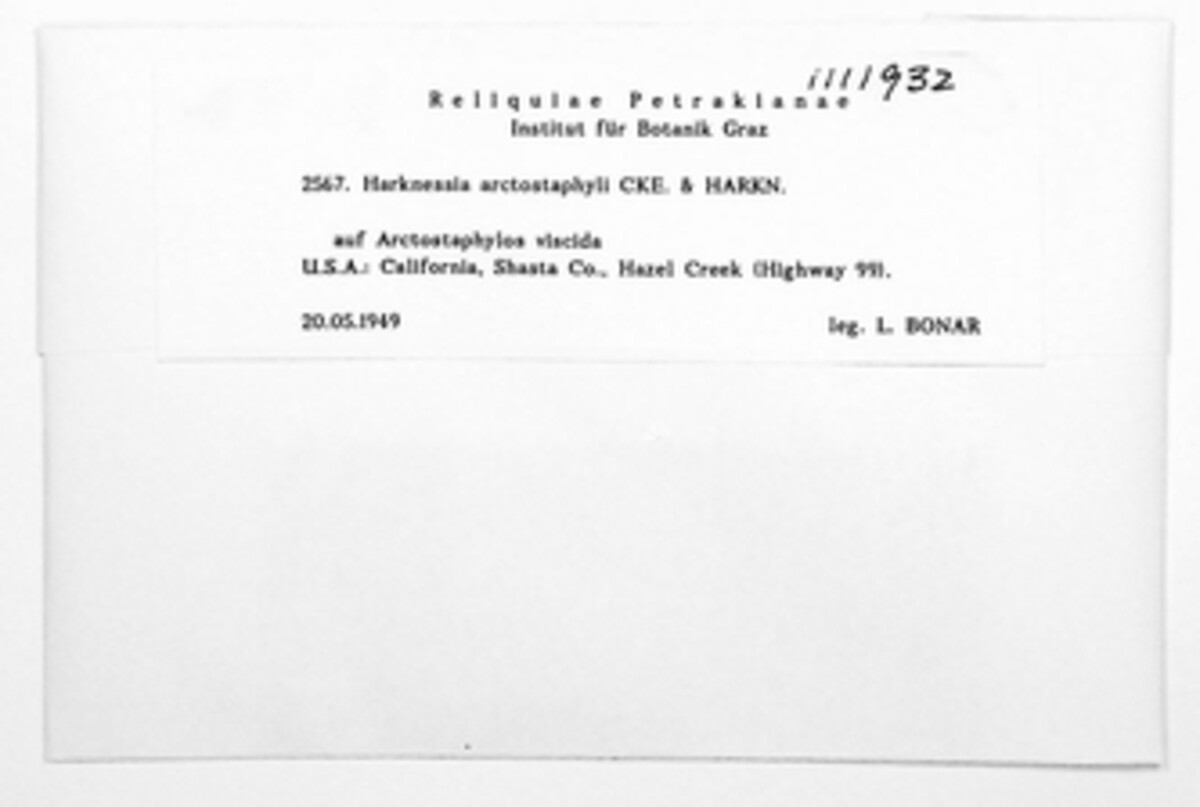 1111932
Reliquiae Petrakianae
Institut für Botanik Graz
2567. Harknessia arctostaphyli CKE. & HARKN.
auf Arctostaphylos viscida
U.S.A.: California, Shasta Co., Hazel Creek (Highway 99).
20.05.1949 leg. L. BONAR